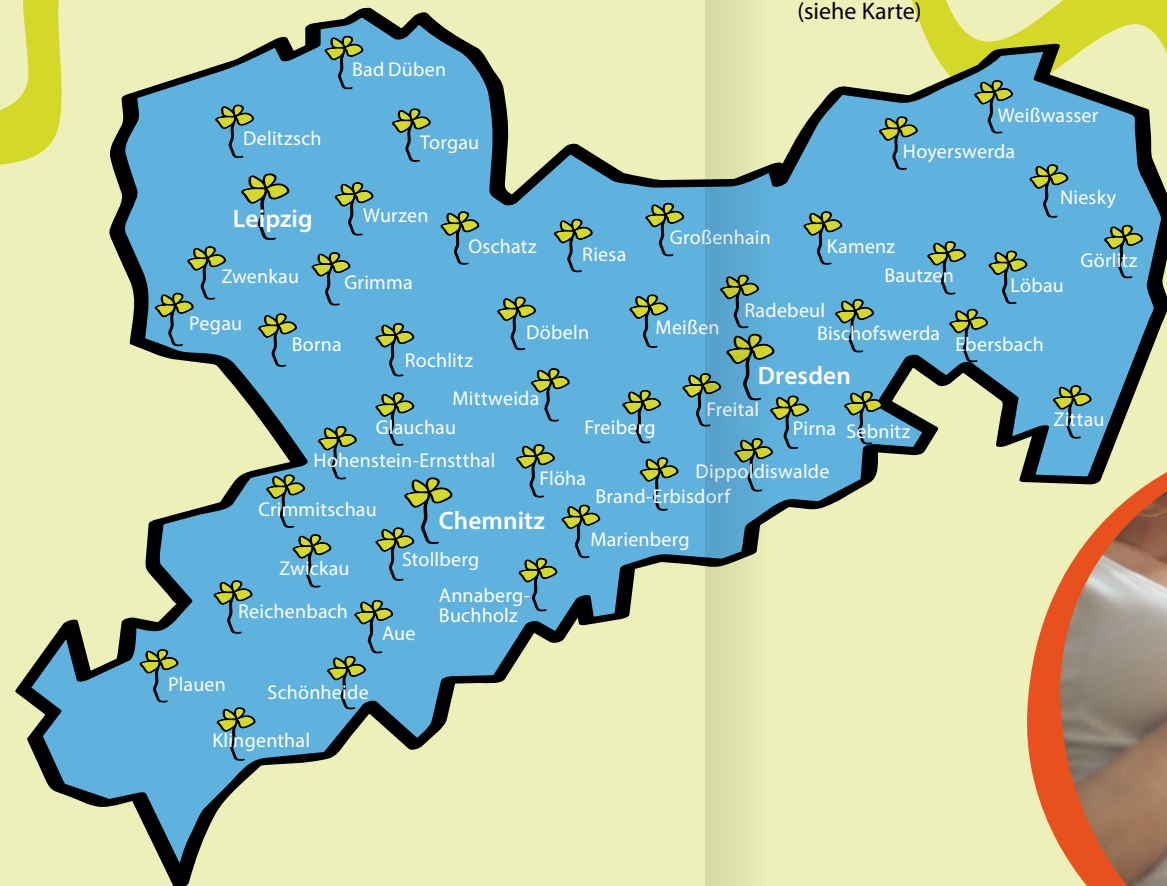 (siehe Karte)
Bad Düben
Weißwasser
Delitzsch
Torgau
Hoyerswerda
Niesky
Leipzig
Wurzen
Oschatz
Riesa
Großenhain
Kamenz
Görlitz
Zwenkau
Grimma
Bautzen
Löbau
Pegau
Borna
Rochlitz
Döbeln
Meißen
Radebeul
Bischofswerda
Ebersbach
Dresden
Mittweida
Glauchau
Freiberg
Freital
Pirna
Sebnitz
Zittau
Hohenstein-Ernstthal
Flöha
Dippoldiswalde
Brand-Erbisdorf
Crimmitschau
Chemnitz
Marienberg
Zwickau
Stollberg
Annaberg-
Buchholz
Reichenbach
Aue
Plauen
Schönheide
Klingenthal